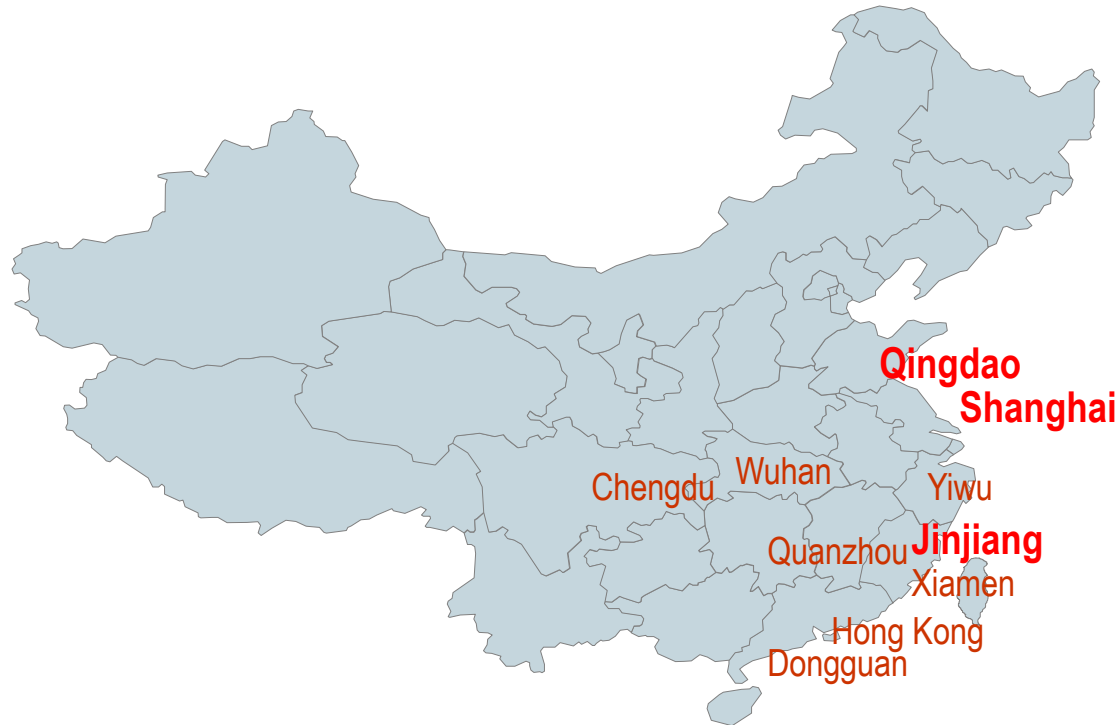 Qingdao
Shanghai
Wuhan
Chengdu
Yiwu
Jinjiang
Quanzhou
Xiamen
Hong Kong
Dongguan